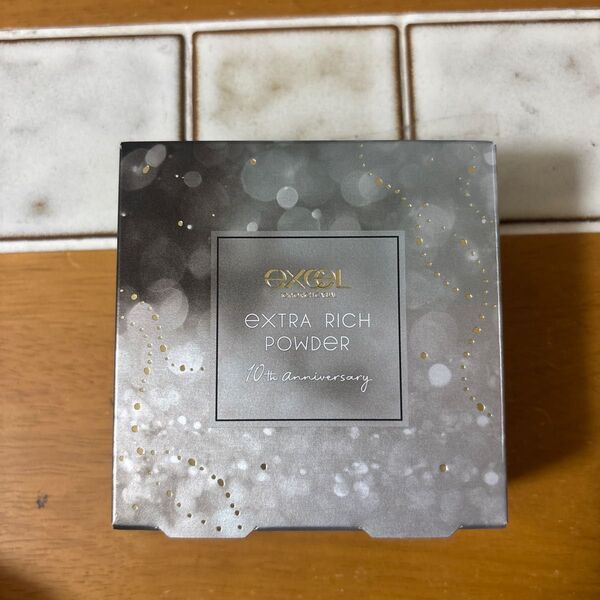 excel
EXTRA RICH
POWDER
10th anniversary